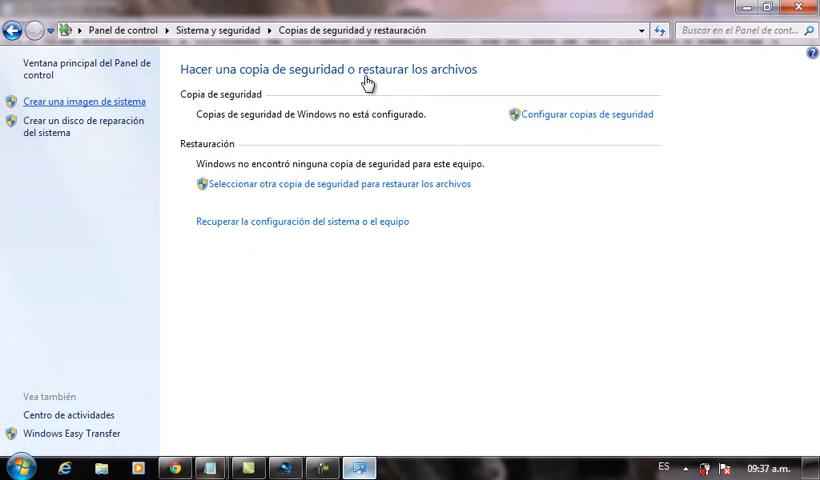 Panel de control
Sistema y seguridad
Copias de seguridad y restauración
Buscar en el Panel de cont...
Ventana principal del Panel de
control
Crear una imagen de sistema
Crear un disco de reparación
del sistema
Hacer una copia de seguridad o restaurar los archivos
Copia de seguridad
Copias de seguridad de Windows no está configurado.
Configurar copias de seguridad
Restauración
Windows no encontró ninguna copia de seguridad para este equipo.
Seleccionar otra copia de seguridad para restaurar los archivos
Recuperar la configuración del sistema o el equipo
Vea también
Centro de actividades
Windows Easy Transfer
ES
09:37 a.m.